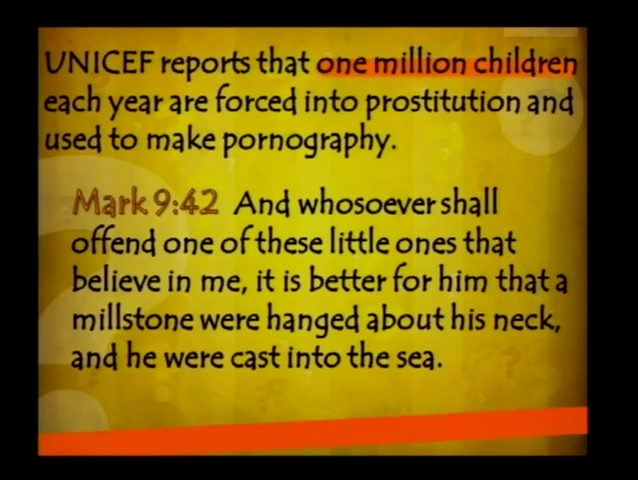 UNICEF reports that one million children
each year are forced into prostitution and
used to make pornography.
Mark 9:42 And whosoever shall
offend one of these little ones that
believe in me, it is better for him that a
millstone were hanged about his neck,
and he were cast into the sea.